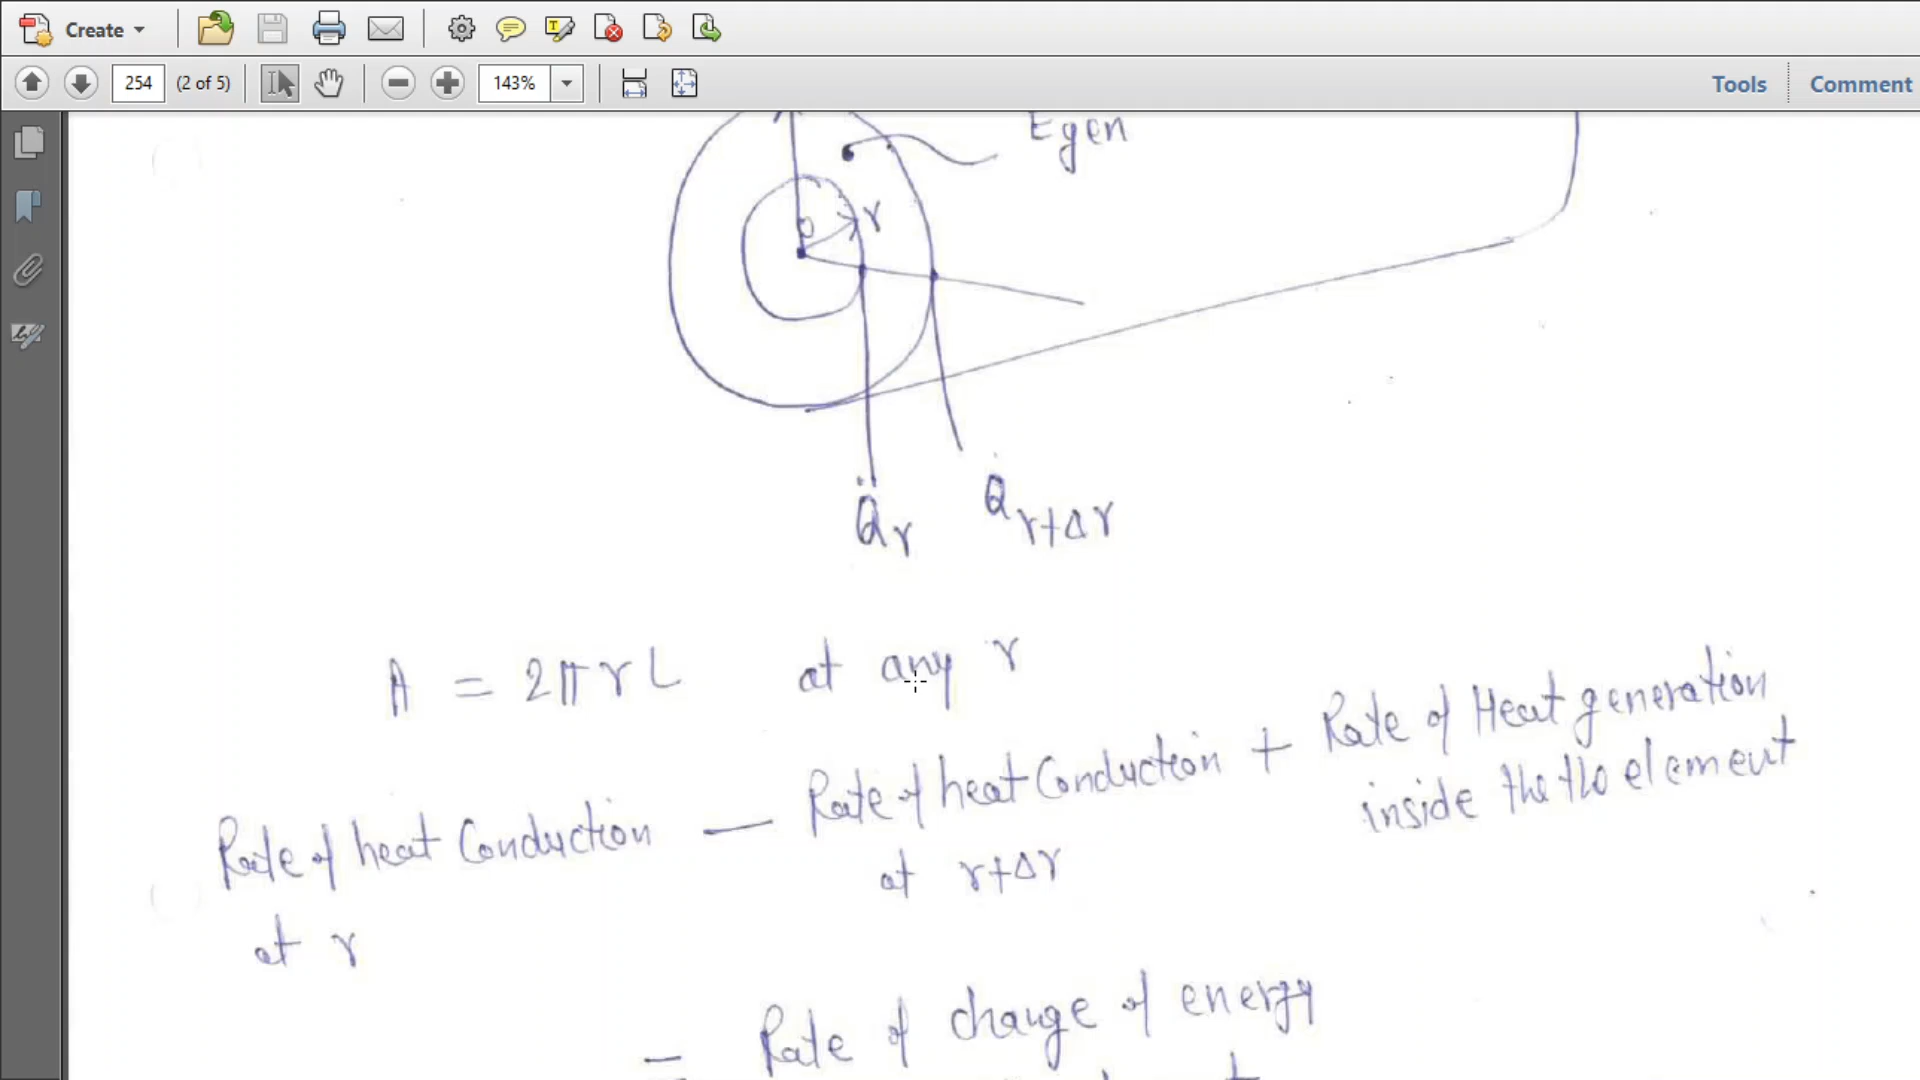 Create
254 (2 of 5) 143% Tools Comment
Egen
r
Qr
Qr+Δr
A = 2πrL at any r
Rate of heat Conduction − Rate of heat Conduction + Rate of Heat generation
at r at r+Δr inside the the element
= Rate of change of energy